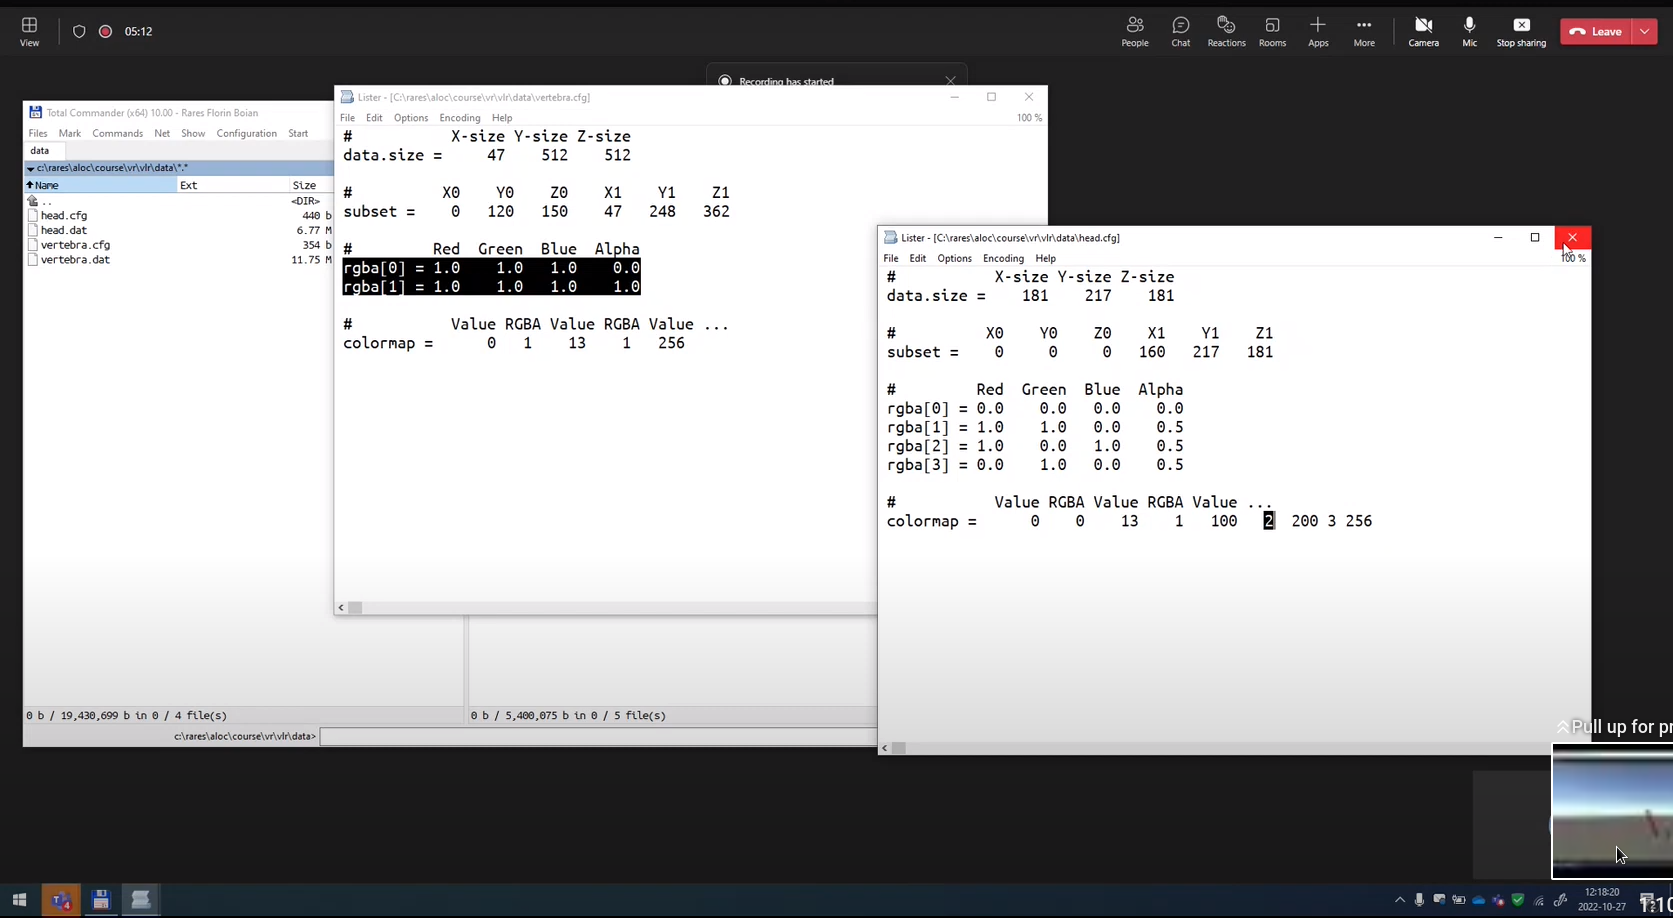 View
05:12
People
Chat
Reactions
Rooms
Apps
More
Camera
Mic
Stop sharing
Leave
Recording has started
Total Commander (x64) 10.00 - Rares Florin Boian
Files Mark Commands Net Show Configuration Start
data
c:\rares\aloc\course\vr\vlr\data\*.*
Name Ext Size
.. <DIR>
head.cfg 440 b
head.dat 6.77 M
vertebra.cfg 354 b
vertebra.dat 11.75 M
0 b / 19,430,699 b in 0 / 4 file(s)
0 b / 5,400,075 b in 0 / 5 file(s)
c:\rares\aloc\course\vr\vlr\data>
Lister - [C:\rares\aloc\course\vr\vlr\data\vertebra.cfg]
File Edit Options Encoding Help 100 %
# X-size Y-size Z-size
data.size = 47 512 512
# X0 Y0 Z0 X1 Y1 Z1
subset = 0 120 150 47 248 362
# Red Green Blue Alpha
rgba[0] = 1.0 1.0 1.0 0.0
rgba[1] = 1.0 1.0 1.0 1.0
# Value RGBA Value RGBA Value ...
colormap = 0 1 13 1 256
Lister - [C:\rares\aloc\course\vr\vlr\data\head.cfg]
File Edit Options Encoding Help 100 %
# X-size Y-size Z-size
data.size = 181 217 181
# X0 Y0 Z0 X1 Y1 Z1
subset = 0 0 0 160 217 181
# Red Green Blue Alpha
rgba[0] = 0.0 0.0 0.0 0.0
rgba[1] = 1.0 1.0 0.0 0.5
rgba[2] = 1.0 0.0 1.0 0.5
rgba[3] = 0.0 1.0 0.0 0.5
# Value RGBA Value RGBA Value ...
colormap = 0 0 13 1 100 2 200 3 256
Pull up for pr
12:18:20
2022-10-27